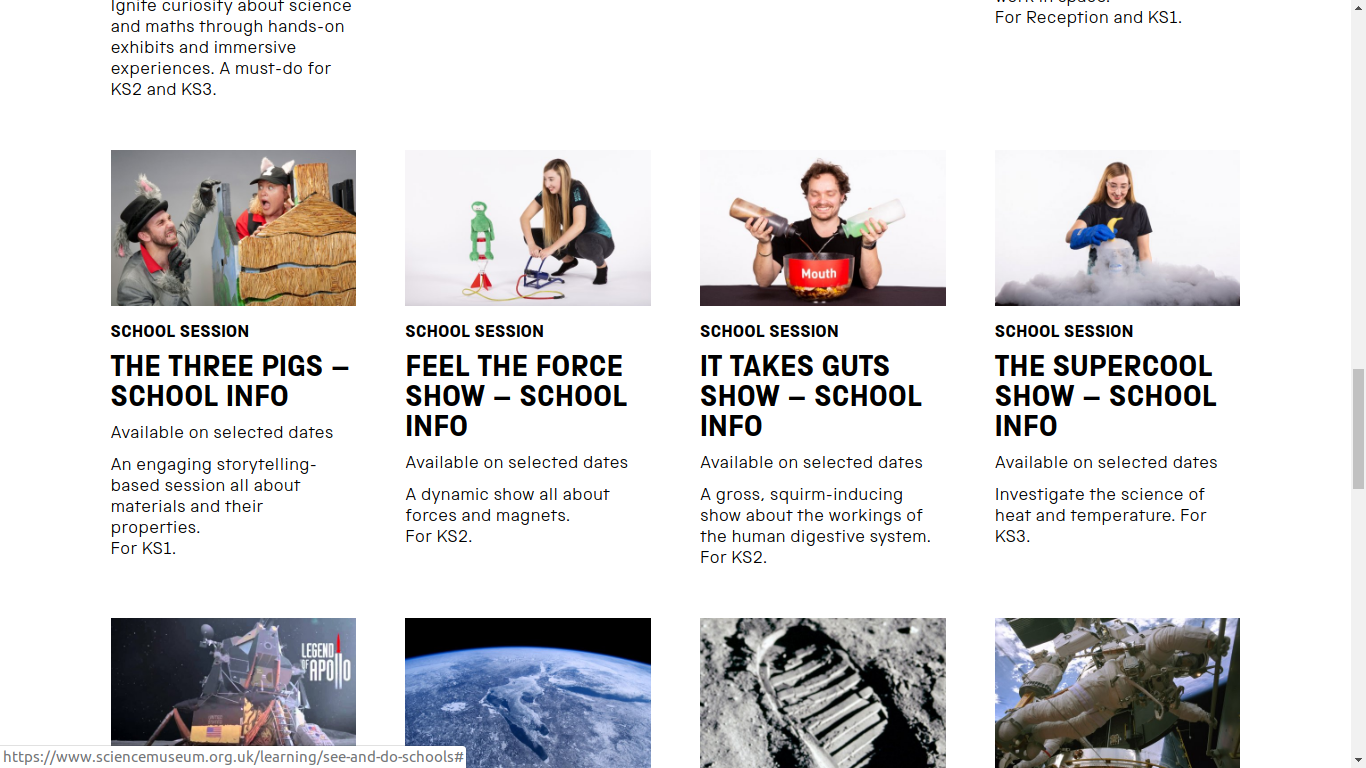 Ignite curiosity about science
and maths through hands-on
exhibits and immersive
experiences. A must-do for
KS2 and KS3.
work in space.
For Reception and KS1.
Mouth
SCHOOL SESSION
THE THREE PIGS –
SCHOOL INFO
Available on selected dates
An engaging storytelling-
based session all about
materials and their
properties.
For KS1.
SCHOOL SESSION
FEEL THE FORCE
SHOW – SCHOOL
INFO
Available on selected dates
A dynamic show all about
forces and magnets.
For KS2.
SCHOOL SESSION
IT TAKES GUTS
SHOW – SCHOOL
INFO
Available on selected dates
A gross, squirm-inducing
show about the workings of
the human digestive system.
For KS2.
SCHOOL SESSION
THE SUPERCOOL
SHOW – SCHOOL
INFO
Available on selected dates
Investigate the science of
heat and temperature. For
KS3.
LEGEND
OF APOLLO
UNITED
STATES
https://www.sciencemuseum.org.uk/learning/see-and-do-schools#